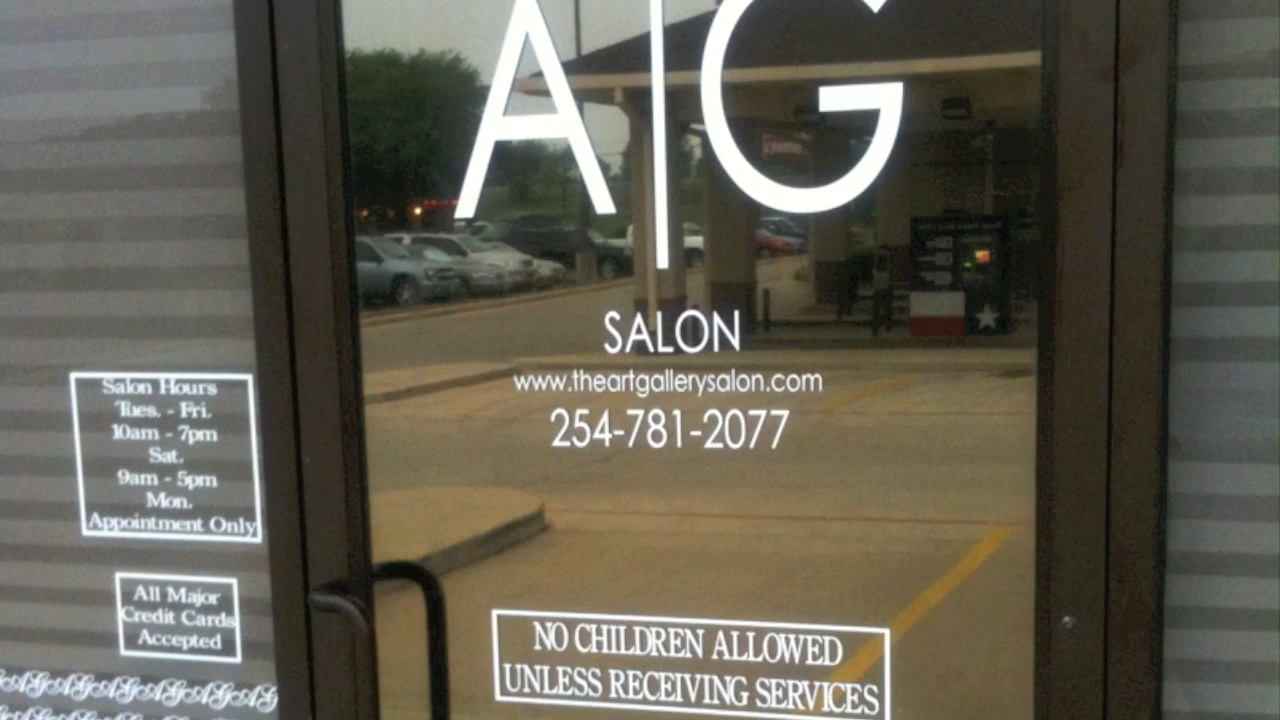 A|G
SALON
www.theartgallerysalon.com
254-781-2077
Salon Hours
Tues. - Fri.
10am - 7pm
Sat.
9am - 5pm
Mon.
Appointment Only
All Major
Credit Cards
Accepted
NO CHILDREN ALLOWED
UNLESS RECEIVING SERVICES
AGAGAGAGAGAG